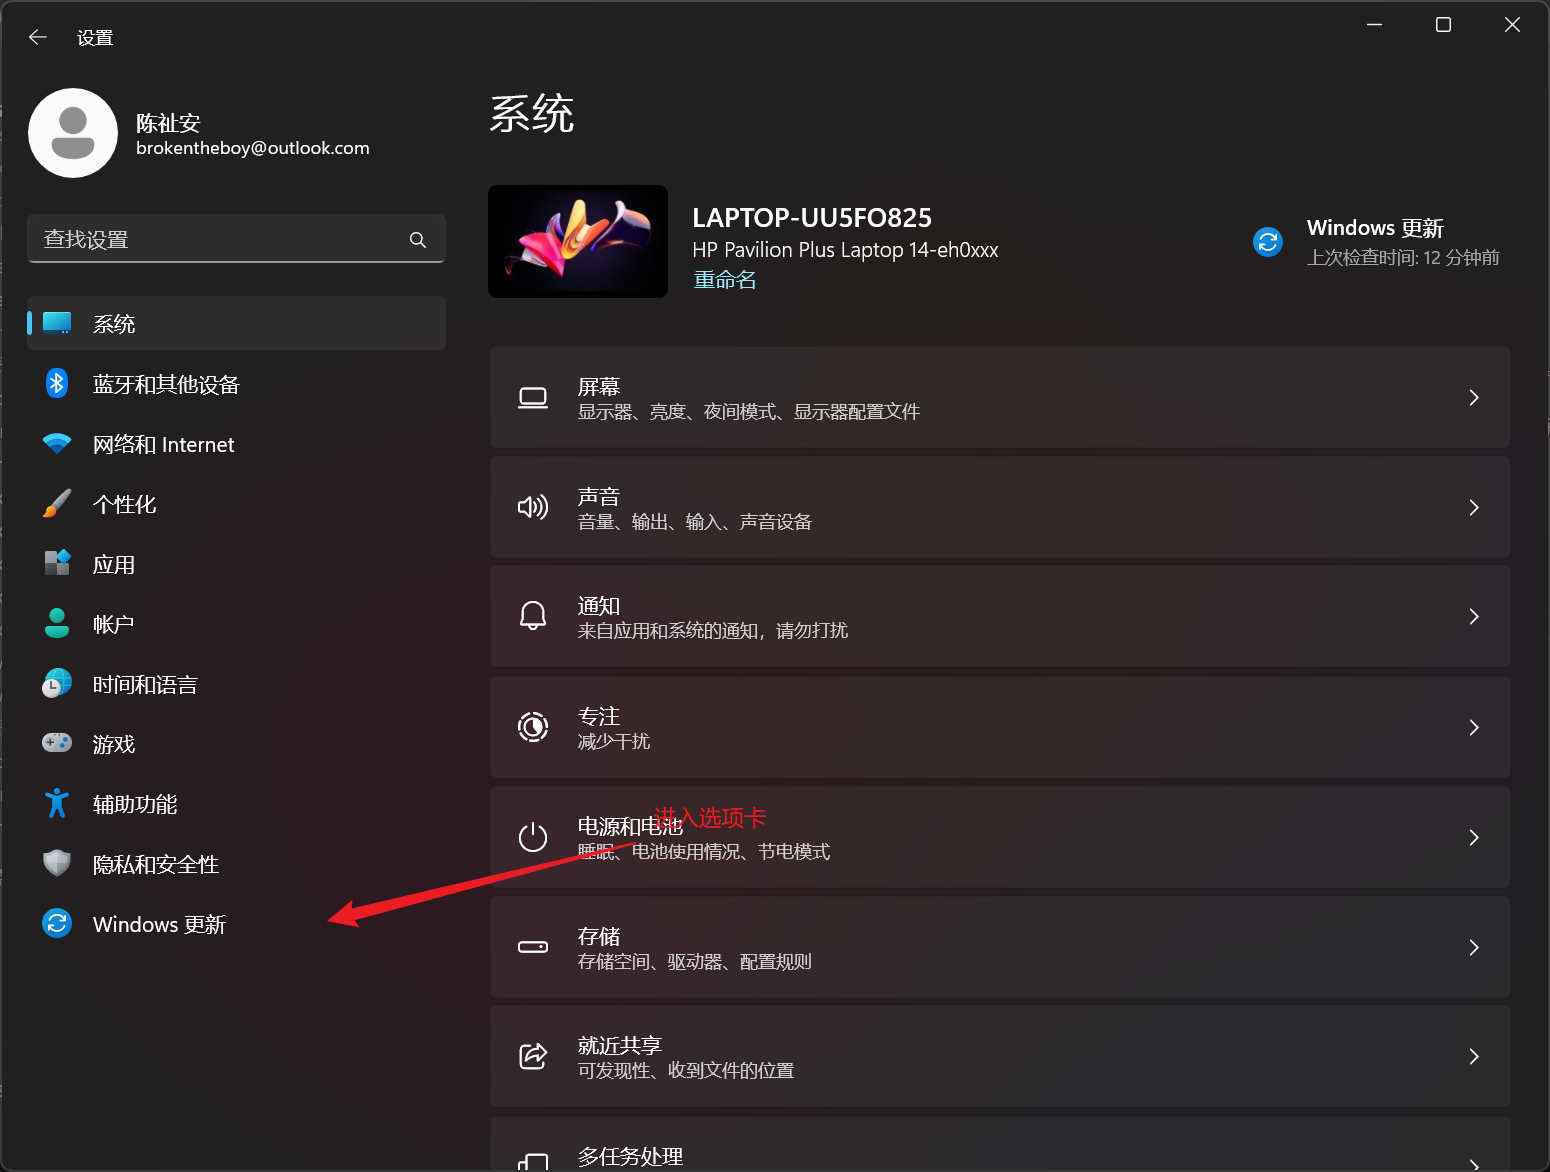 设置
陈祉安
brokentheboy@outlook.com
查找设置
系统
蓝牙和其他设备
网络和 Internet
个性化
应用
帐户
时间和语言
游戏
辅助功能
隐私和安全性
Windows 更新
系统
LAPTOP-UU5FO825
HP Pavilion Plus Laptop 14-eh0xxx
重命名
Windows 更新
上次检查时间: 12 分钟前
屏幕
显示器、亮度、夜间模式、显示器配置文件
声音
音量、输出、输入、声音设备
通知
来自应用和系统的通知，请勿打扰
专注
减少干扰
进入选项卡
电源和电池
睡眠、电池使用情况、节电模式
存储
存储空间、驱动器、配置规则
就近共享
可发现性、收到文件的位置
多任务处理